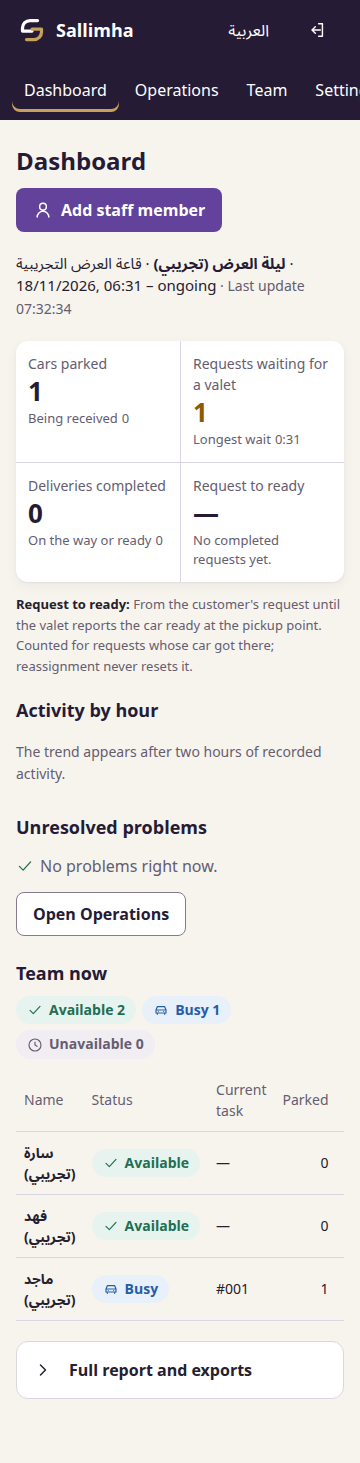 Sallimha
العربية
Dashboard
Operations
Team
Settin
Dashboard
Add staff member
ليلة العرض (تجريبي) · قاعة العرض التجريبية ·
18/11/2026, 06:31 – ongoing · Last update
07:32:34
Cars parked
1
Being received 0
Requests waiting for
a valet
1
Longest wait 0:31
Deliveries completed
0
On the way or ready 0
Request to ready
—
No completed
requests yet.
Request to ready: From the customer's request until
the valet reports the car ready at the pickup point.
Counted for requests whose car got there;
reassignment never resets it.
Activity by hour
The trend appears after two hours of recorded
activity.
Unresolved problems
No problems right now.
Open Operations
Team now
Available 2
Busy 1
Unavailable 0
Name
Status
Current
task
Parked
سارة
(تجريبي)
Available
—
0
فهد
(تجريبي)
Available
—
0
ماجد
(تجريبي)
Busy
#001
1
Full report and exports